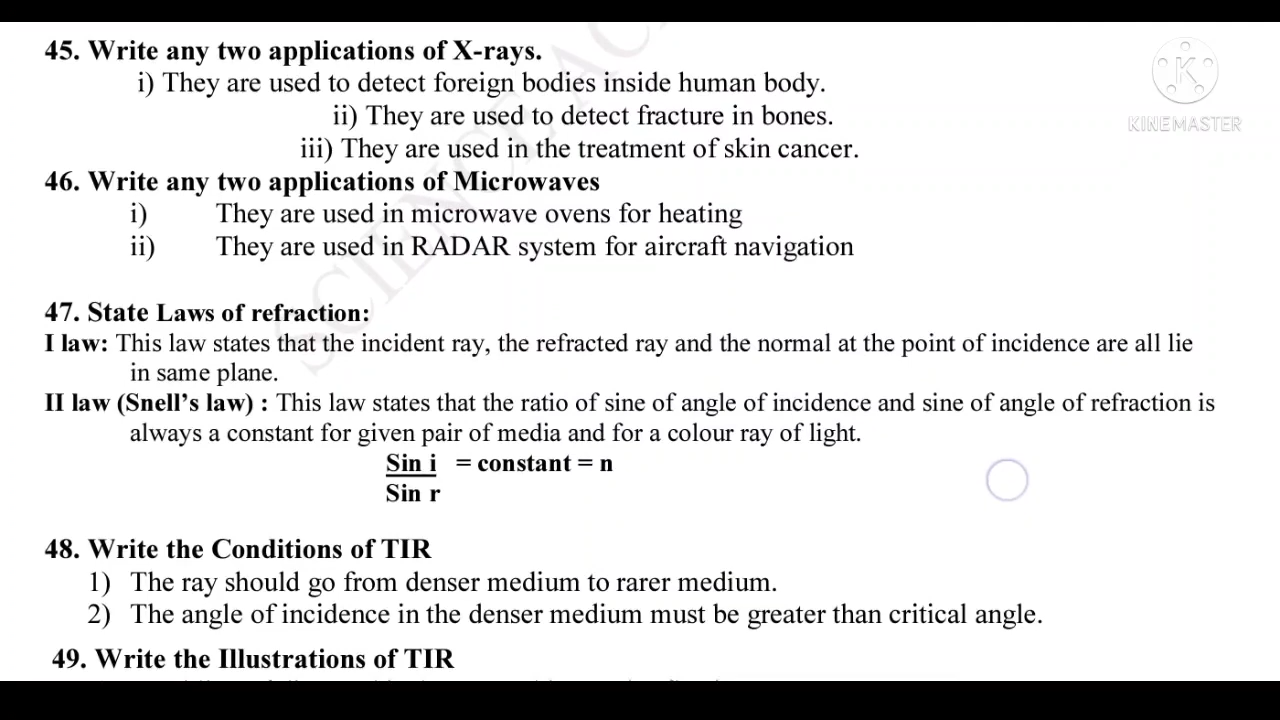 45. Write any two applications of X-rays.
i) They are used to detect foreign bodies inside human body.
ii) They are used to detect fracture in bones.
iii) They are used in the treatment of skin cancer.
46. Write any two applications of Microwaves
i) They are used in microwave ovens for heating
ii) They are used in RADAR system for aircraft navigation
47. State Laws of refraction:
I law: This law states that the incident ray, the refracted ray and the normal at the point of incidence are all lie
in same plane.
II law (Snell’s law) : This law states that the ratio of sine of angle of incidence and sine of angle of refraction is
always a constant for given pair of media and for a colour ray of light.
Sin i = constant = n
Sin r
48. Write the Conditions of TIR
1) The ray should go from denser medium to rarer medium.
2) The angle of incidence in the denser medium must be greater than critical angle.
49. Write the Illustrations of TIR
K
KINEMASTER
SCIENCE